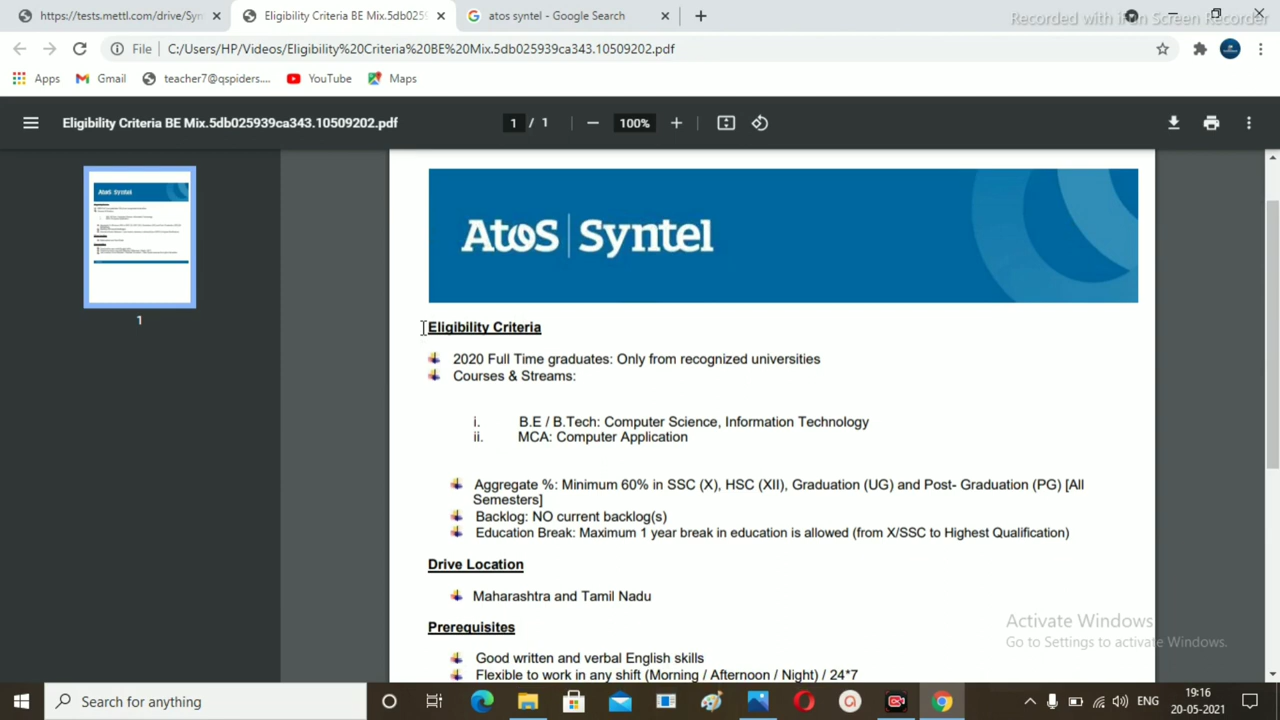 https://tests.mettl.com/drive/Syn
Eligibility Criteria BE Mix.5db0259
atos syntel - Google Search
Recorded with iFun Screen Recorder
File
C:/Users/HP/Videos/Eligibility%20Criteria%20BE%20Mix.5db025939ca343.10509202.pdf
Apps
Gmail
teacher7@qspiders....
YouTube
Maps
Eligibility Criteria BE Mix.5db025939ca343.10509202.pdf
1 / 1
100%
Atos Syntel
1
Atos Syntel
Eligibility Criteria
2020 Full Time graduates: Only from recognized universities
Courses & Streams:
i. B.E / B.Tech: Computer Science, Information Technology
ii. MCA: Computer Application
Aggregate %: Minimum 60% in SSC (X), HSC (XII), Graduation (UG) and Post- Graduation (PG) [All
Semesters]
Backlog: NO current backlog(s)
Education Break: Maximum 1 year break in education is allowed (from X/SSC to Highest Qualification)
Drive Location
Maharashtra and Tamil Nadu
Prerequisites
Good written and verbal English skills
Flexible to work in any shift (Morning / Afternoon / Night) / 24*7
Activate Windows
Go to Settings to activate Windows.
Search for anything
ENG
19:16
20-05-2021